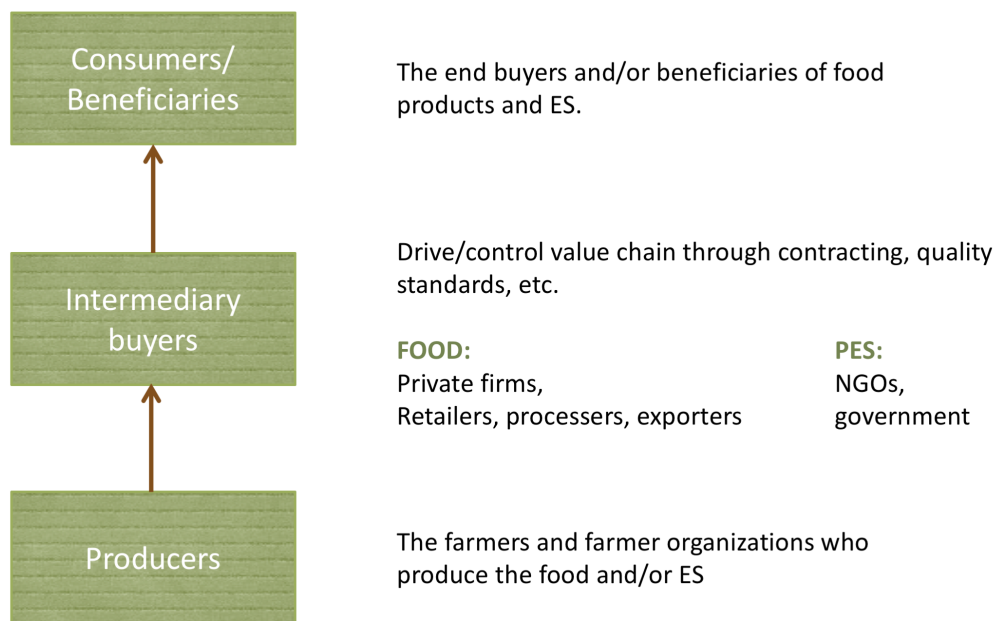 Consumers/
Beneficiaries
The end buyers and/or beneficiaries of food
products and ES.
Intermediary
buyers
Drive/control value chain through contracting, quality
standards, etc.
FOOD:
Private firms,
Retailers, processers, exporters
PES:
NGOs,
government
Producers
The farmers and farmer organizations who
produce the food and/or ES